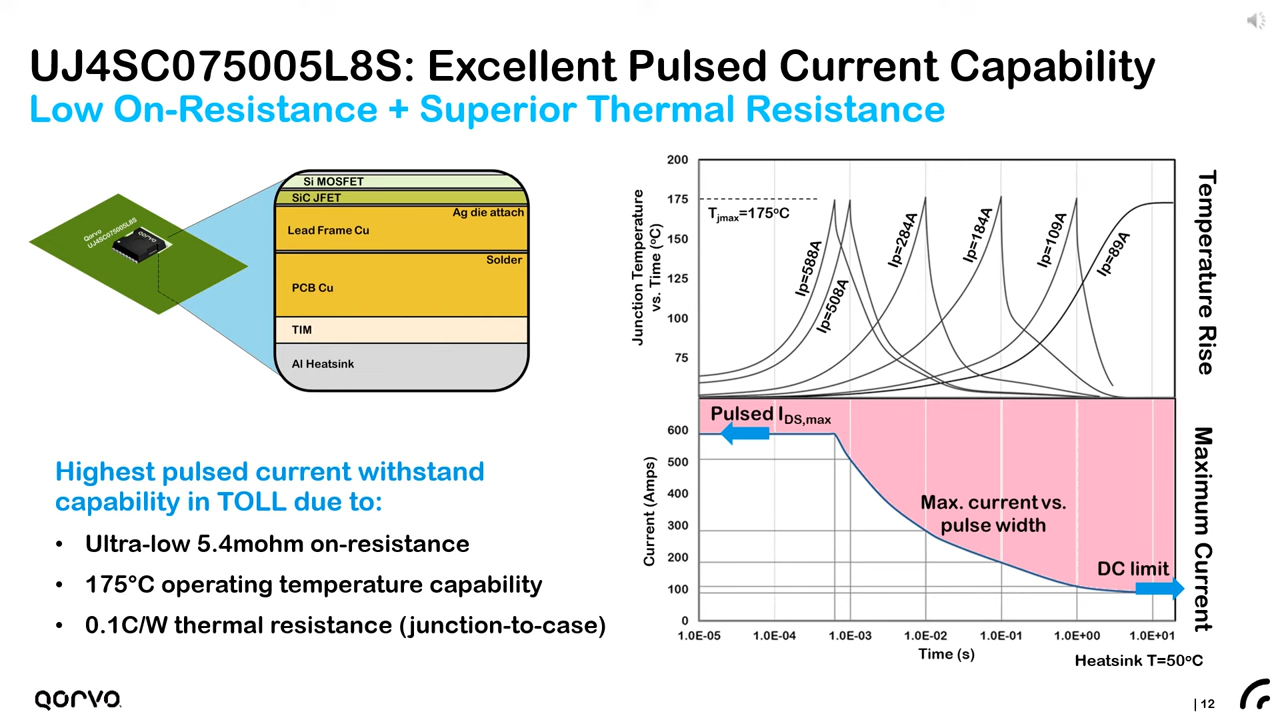 UJ4SC075005L8S: Excellent Pulsed Current Capability
Low On-Resistance + Superior Thermal Resistance
Qorvo
UJ4SC075005L8S
QORVO
Si MOSFET
SiC JFET
Ag die attach
Lead Frame Cu
Solder
PCB Cu
TIM
Al Heatsink
Highest pulsed current withstand
capability in TOLL due to:
• Ultra-low 5.4mohm on-resistance
• 175°C operating temperature capability
• 0.1C/W thermal resistance (junction-to-case)
Junction Temperature
vs. Time (°C)
200
175
150
125
100
75
Tjmax=175°C
Ip=588A
Ip=508A
Ip=284A
Ip=184A
Ip=109A
Ip=89A
Temperature Rise
Current (Amps)
600
500
400
300
200
100
0
Pulsed IDS,max
Max. current vs.
pulse width
DC limit
Maximum Current
1.0E-05
1.0E-04
1.0E-03
1.0E-02
1.0E-01
1.0E+00
1.0E+01
Time (s)
Heatsink T=50°C
QORVO
| 12